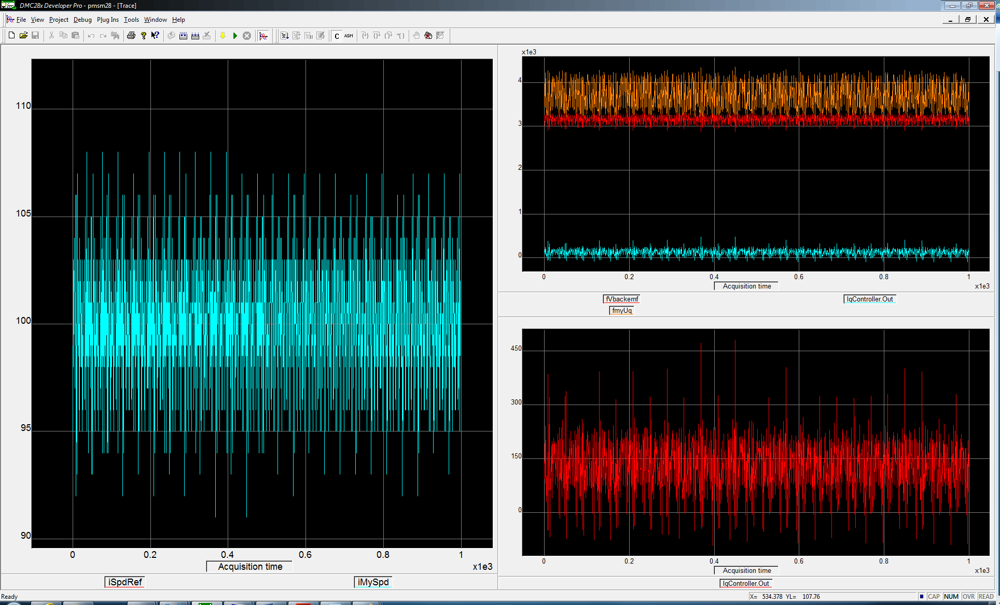 DMC28x Developer Pro - pmsm28 - [Trace]
File View Project Debug Plug Ins Tools Window Help
C ASM
110
105
100
95
90
0 0.2 0.4 0.6 0.8 1
Acquisition time
x1e3
iSpdRef iMySpd
x1e3
4
3
2
1
0
0 0.2 0.4 0.6 0.8 1
Acquisition time x1e3
fVbackemf IqController.Out
fmyUq
450
300
150
0
0 0.2 0.4 0.6 0.8 1
Acquisition time x1e3
IqController.Out
Ready X= 534.378 YL= 107.76 CAP NUM OVR READ